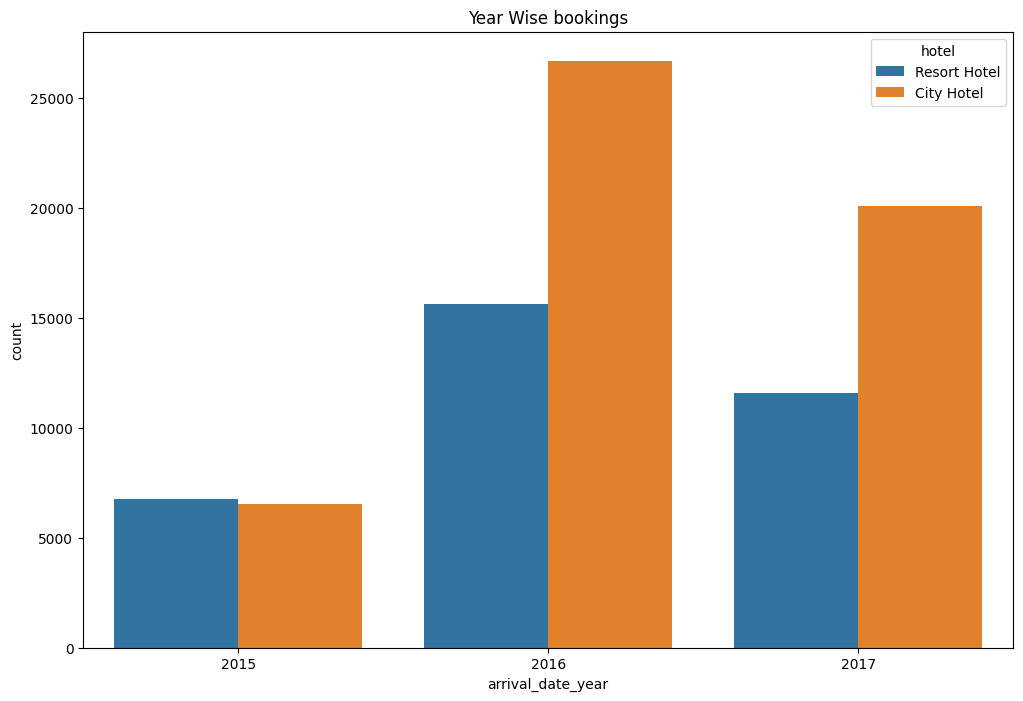 Year Wise bookings
hotel
Resort Hotel
City Hotel
25000
20000
15000
10000
5000
0
count
2015 2016 2017
arrival_date_year